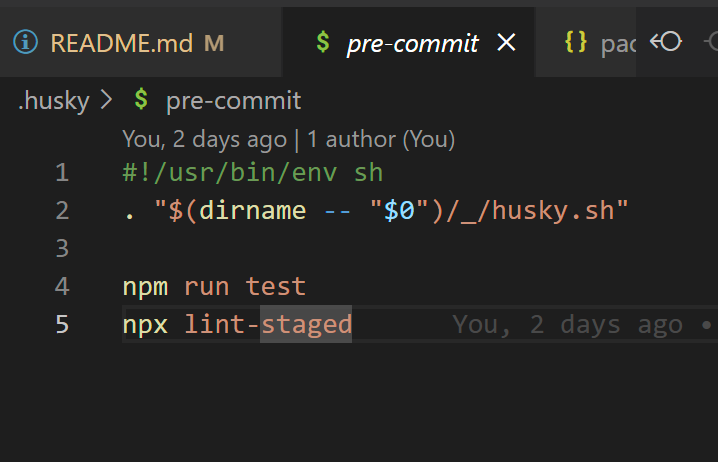 README.md M
$ pre-commit
{}
.husky > $ pre-commit
You, 2 days ago | 1 author (You)
1 #!/usr/bin/env sh
2 . "$(dirname -- "$0")/_/husky.sh"
3
4 npm run test
5 npx lint-staged You, 2 days ago •